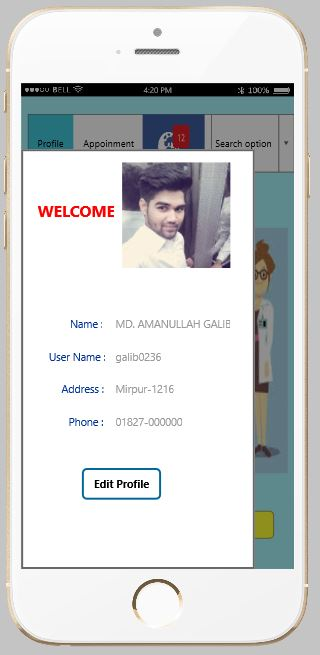 BELL 4:20 PM 100%
Profile Appoinment 12 Search option
WELCOME
Name : MD. AMANULLAH GALIB
User Name : galib0236
Address : Mirpur-1216
Phone : 01827-000000
Edit Profile